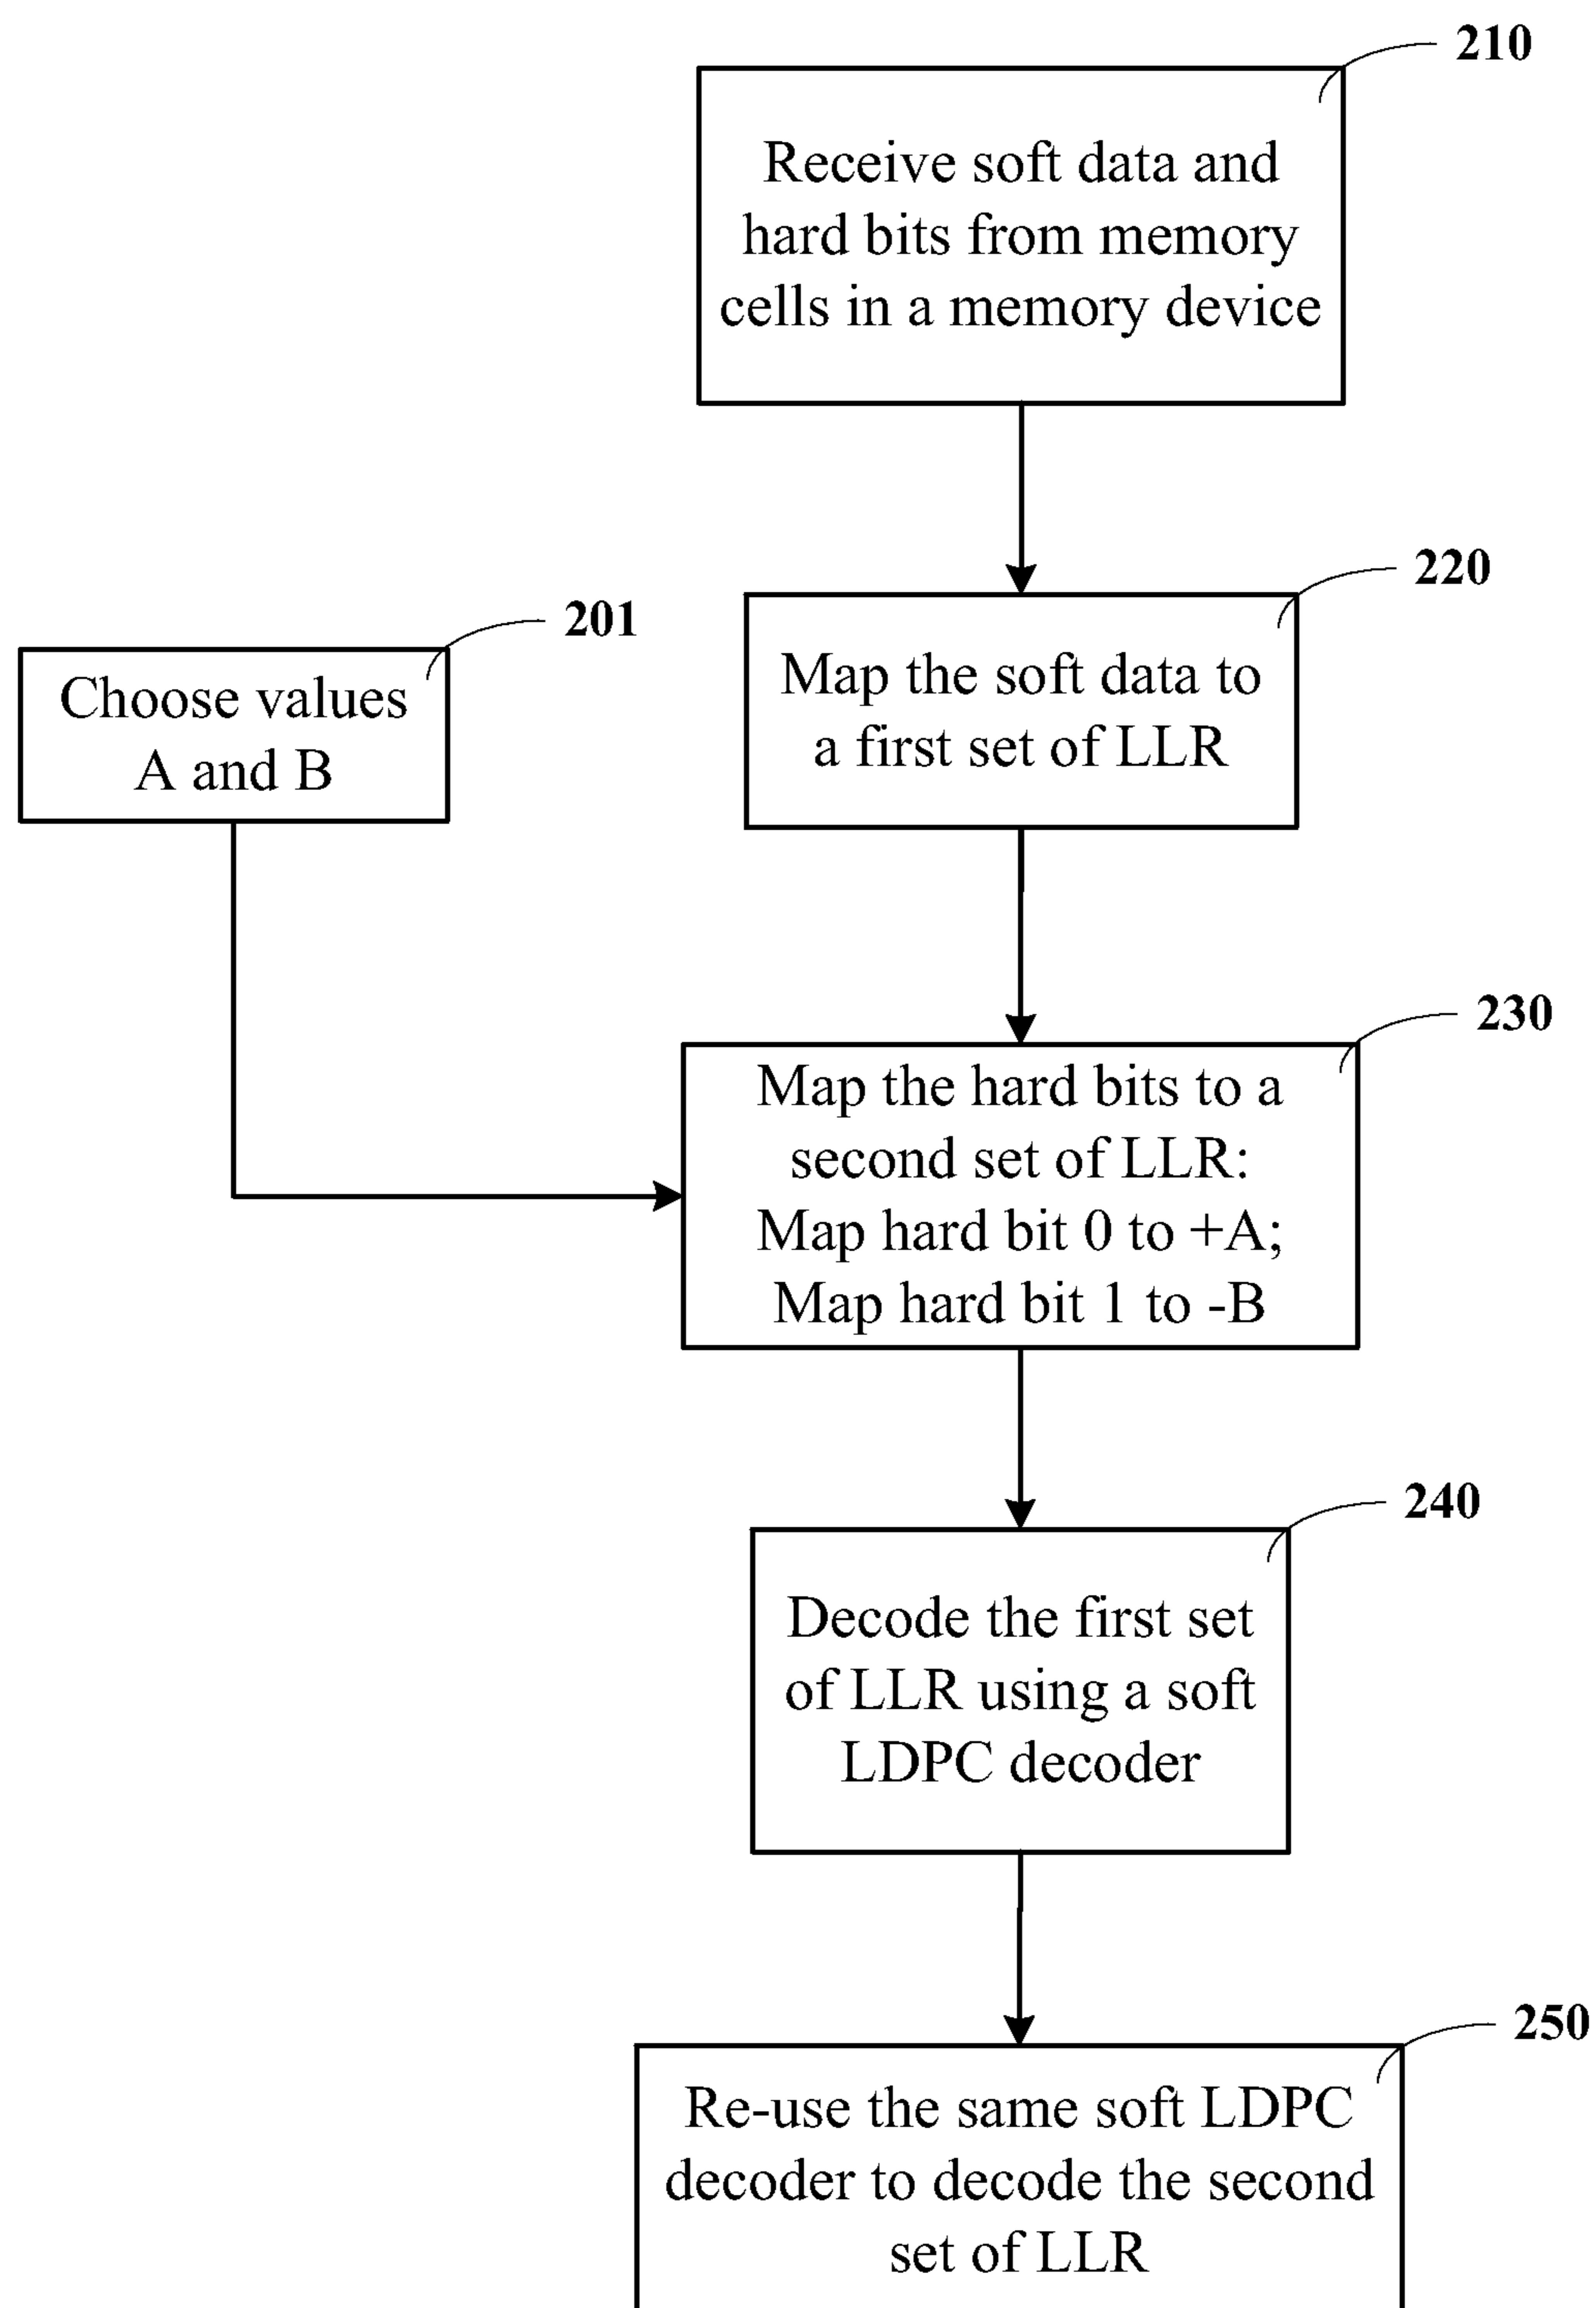 210
Receive soft data and
hard bits from memory
cells in a memory device
220
Map the soft data to
a first set of LLR
201
Choose values
A and B
230
Map the hard bits to a
second set of LLR:
Map hard bit 0 to +A;
Map hard bit 1 to -B
240
Decode the first set
of LLR using a soft
LDPC decoder
250
Re-use the same soft LDPC
decoder to decode the second
set of LLR